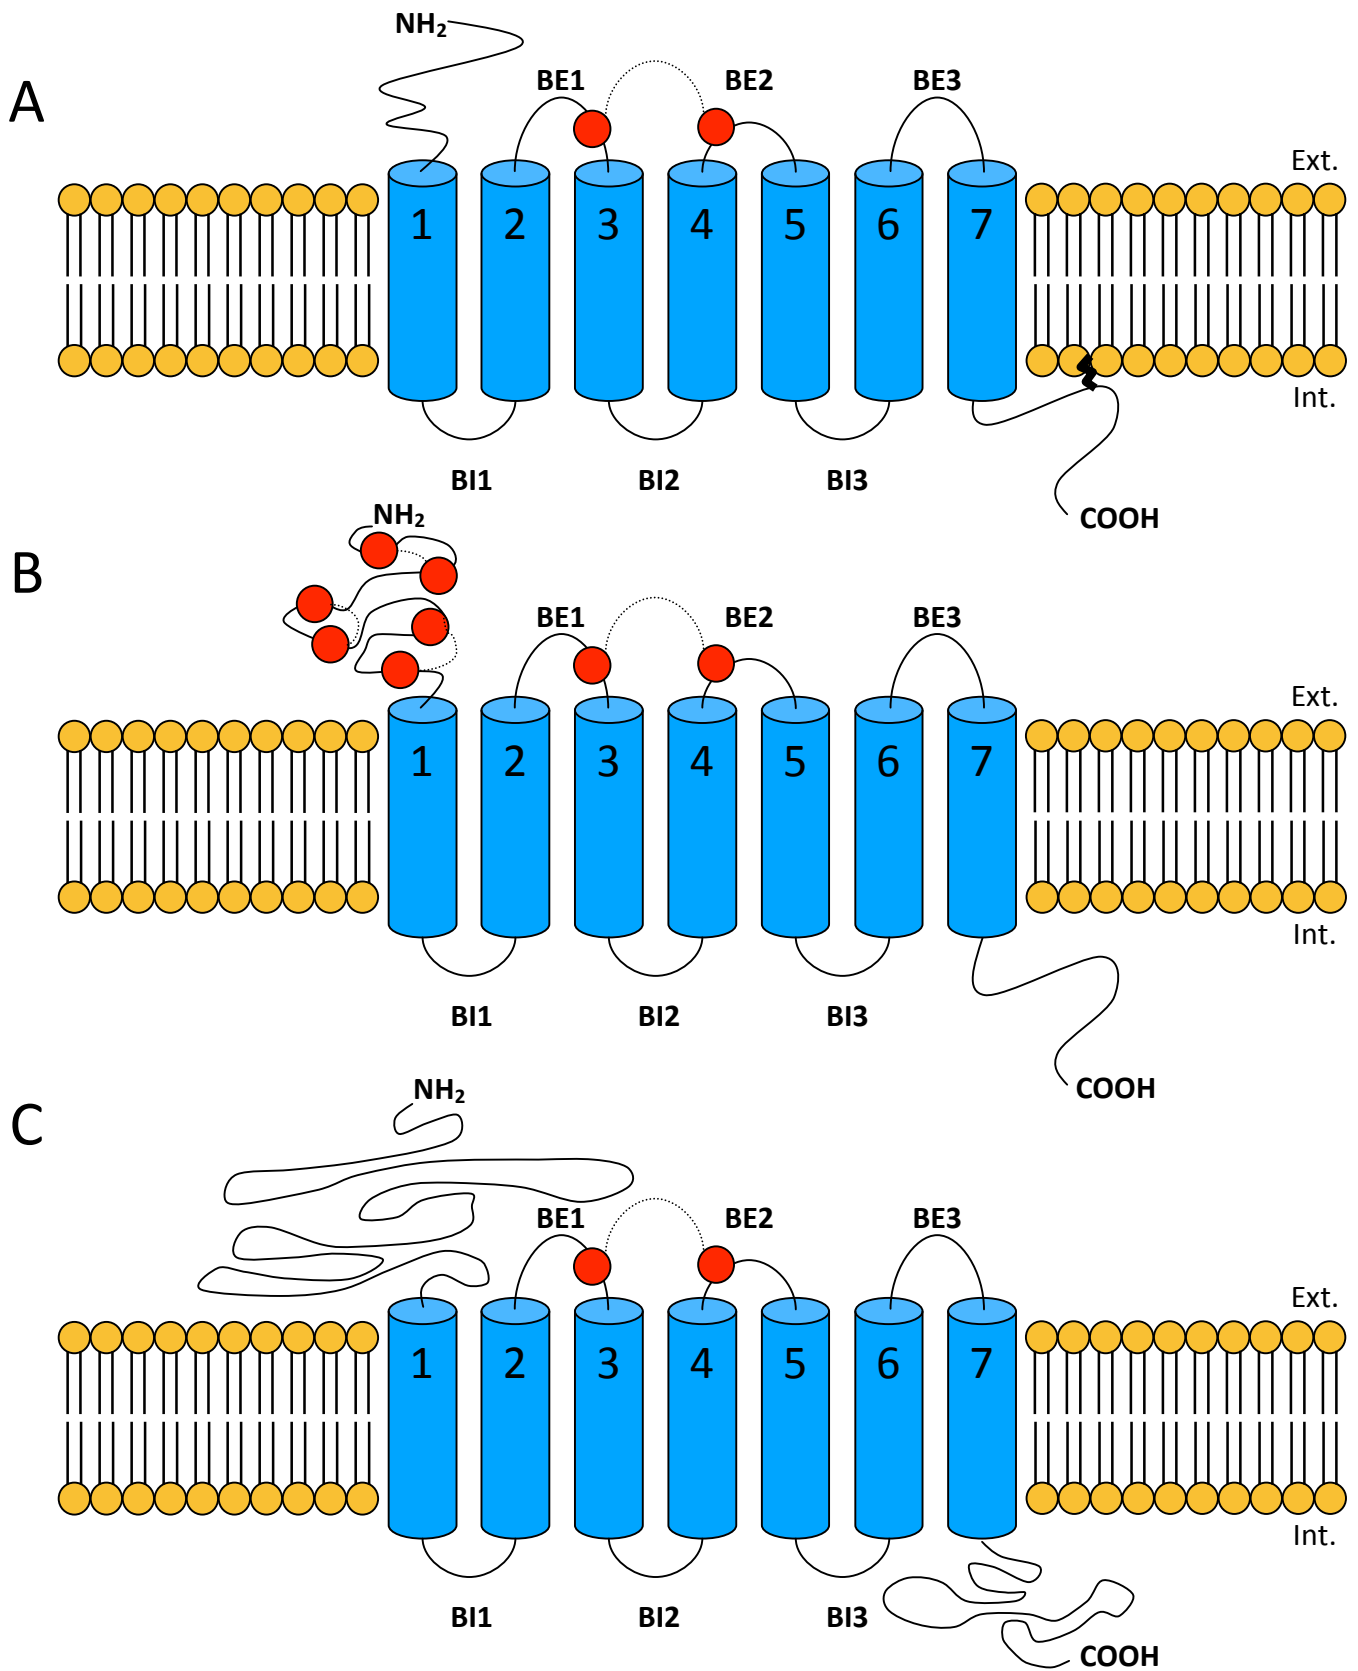 NH₂
A
BE1 BE2 BE3
Ext.
1 2 3 4 5 6 7
Int.
BI1 BI2 BI3
COOH
NH₂
B
BE1 BE2 BE3
Ext.
1 2 3 4 5 6 7
Int.
BI1 BI2 BI3
COOH
NH₂
C
BE1 BE2 BE3
Ext.
1 2 3 4 5 6 7
Int.
BI1 BI2 BI3
COOH